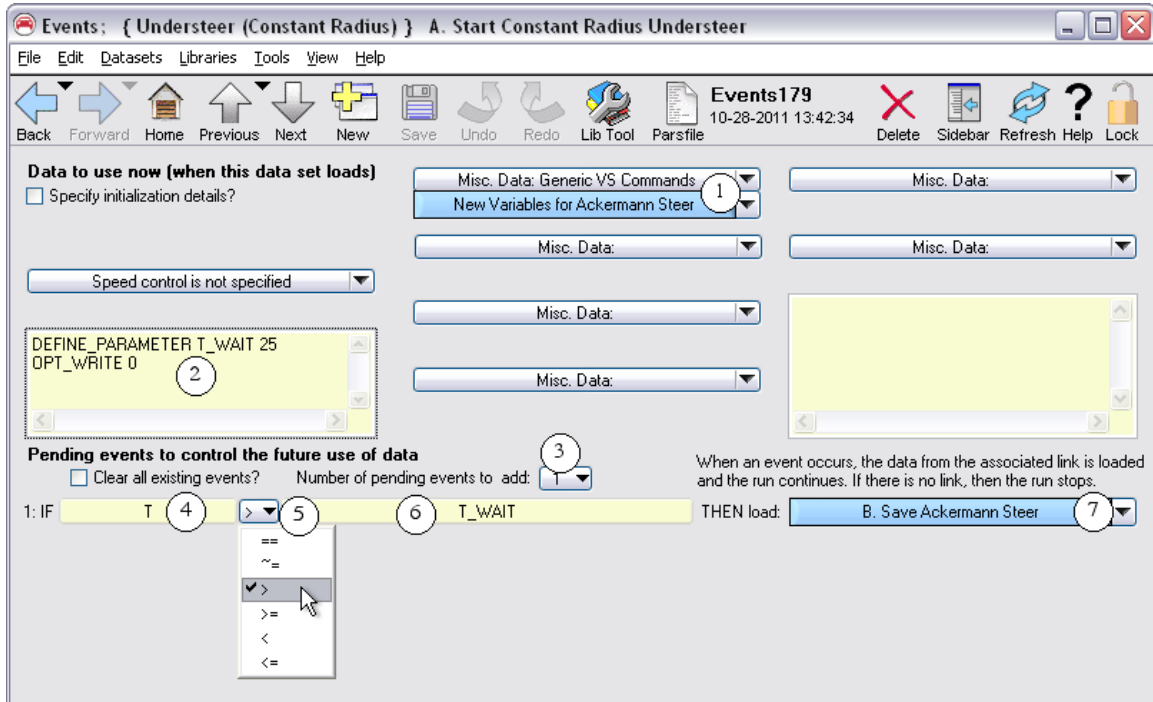 Events; { Understeer (Constant Radius) } A. Start Constant Radius Understeer
File Edit Datasets Libraries Tools View Help
Events179
10-28-2011 13:42:34
Back Forward Home Previous Next New Save Undo Redo Lib Tool Parsfile Delete Sidebar Refresh Help Lock
Data to use now (when this data set loads)
Specify initialization details?
Misc. Data: Generic VS Commands
1
New Variables for Ackermann Steer
Misc. Data:
Misc. Data:
Misc. Data:
Speed control is not specified
Misc. Data:
DEFINE_PARAMETER T_WAIT 25
OPT_WRITE 0
2
Misc. Data:
Pending events to control the future use of data
3
Clear all existing events? Number of pending events to add: 1
When an event occurs, the data from the associated link is loaded
and the run continues. If there is no link, then the run stops.
1: IF T 4 > 5 6 T_WAIT THEN load: B. Save Ackermann Steer 7
==
~=
>
>=
<
<=